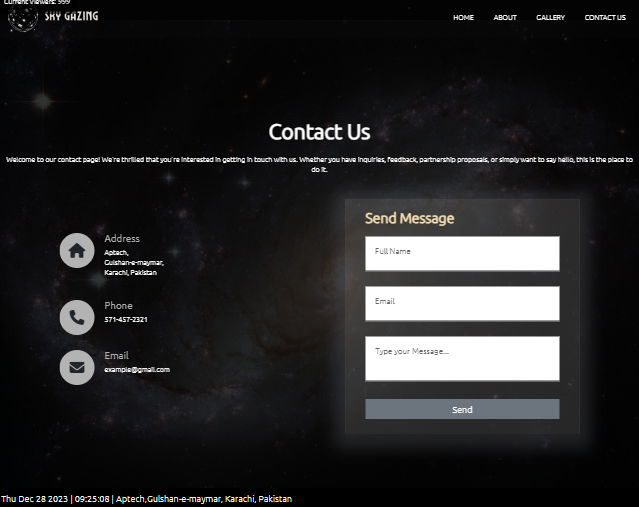 Current Viewers: 999
SKY GAZING
HOME ABOUT GALLERY CONTACT US
Contact Us
Welcome to our contact page! We're thrilled that you're interested in getting in touch with us. Whether you have inquiries, feedback, partnership proposals, or simply want to say hello, this is the place to
do it.
Address
Aptech,
Gulshan-e-maymar,
Karachi, Pakistan
Phone
571-457-2321
Email
example@gmail.com
Send Message
Full Name
Email
Type your Message...
Send
Thu Dec 28 2023 | 09:25:08 | Aptech,Gulshan-e-maymar, Karachi, Pakistan